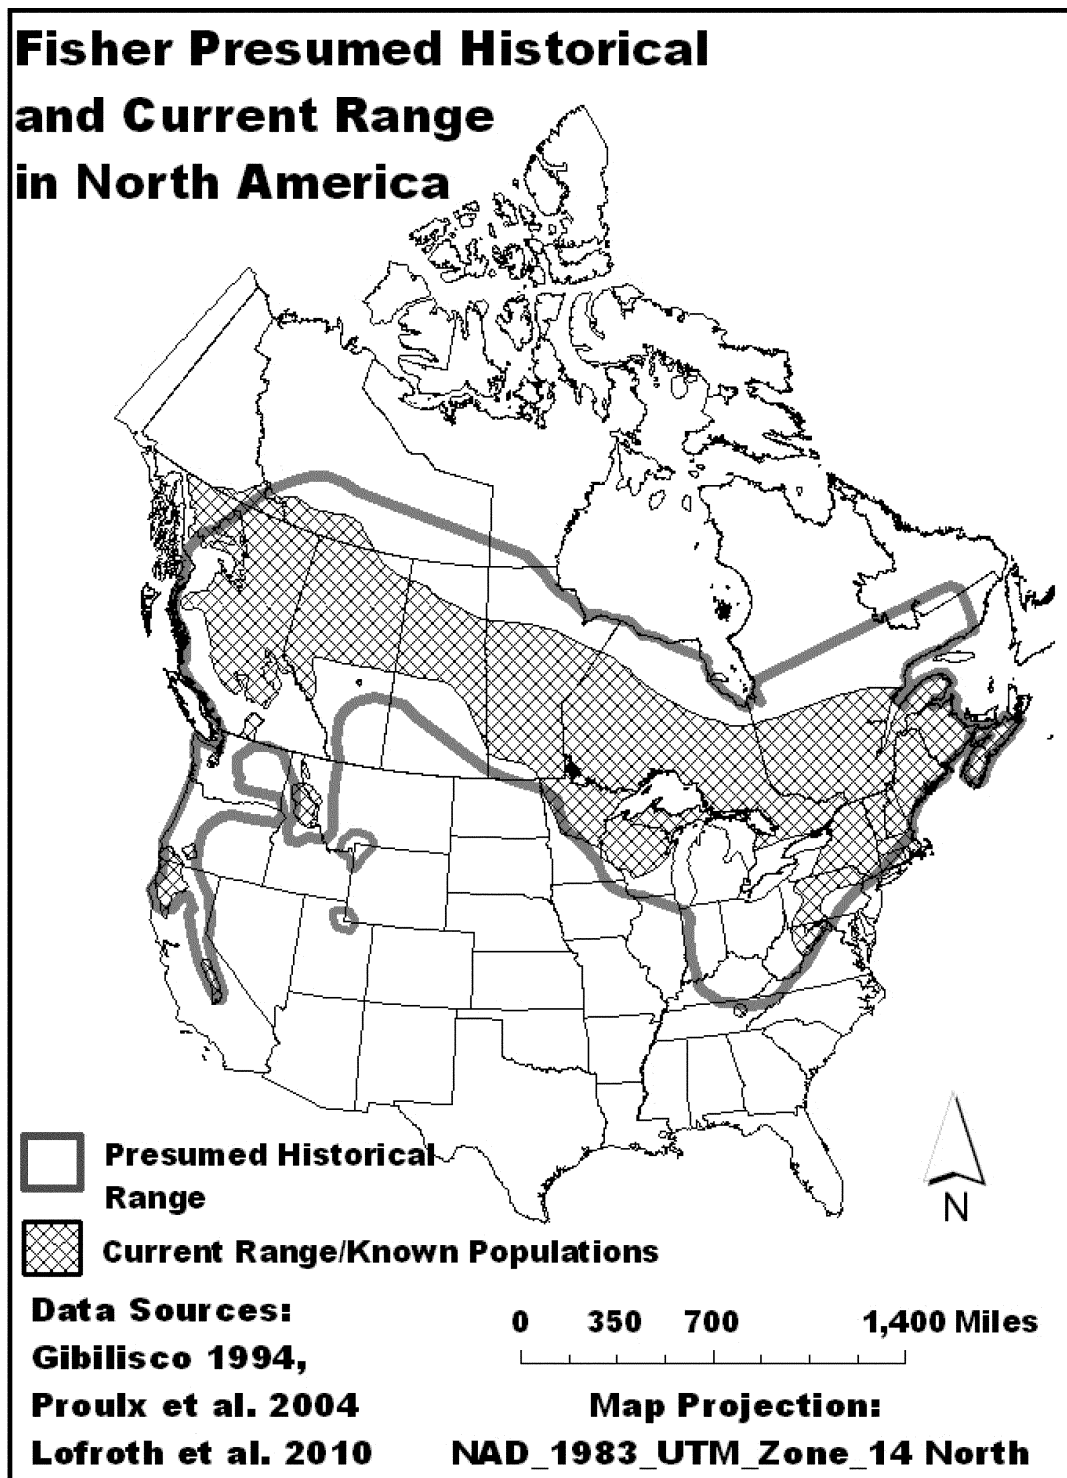 Fisher Presumed Historical
and Current Range
in North America
Presumed Historical
Range
Current Range/Known Populations
Data Sources:
Gibilisco 1994,
Proulx et al. 2004
Lofroth et al. 2010
0 350 700 1,400 Miles
Map Projection:
NAD_1983_UTM_Zone_14 North
N